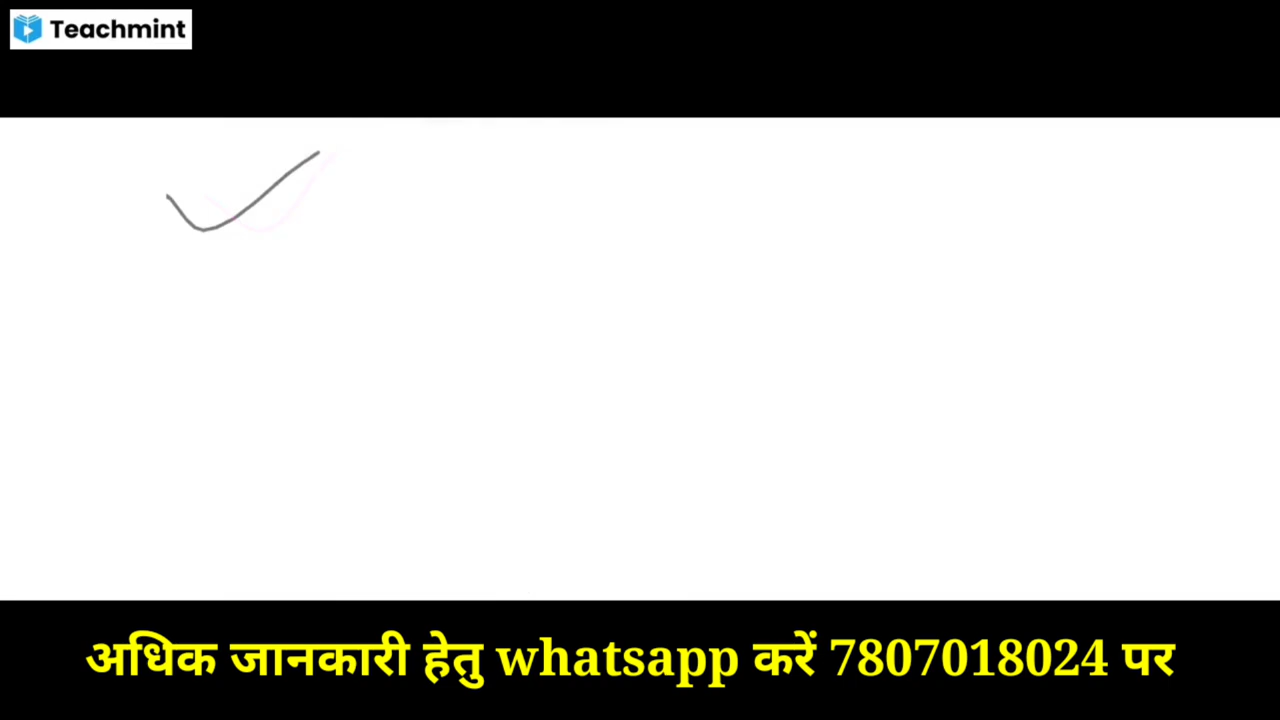 Teachmint
अधिक जानकारी हेतु whatsapp करें 7807018024 पर